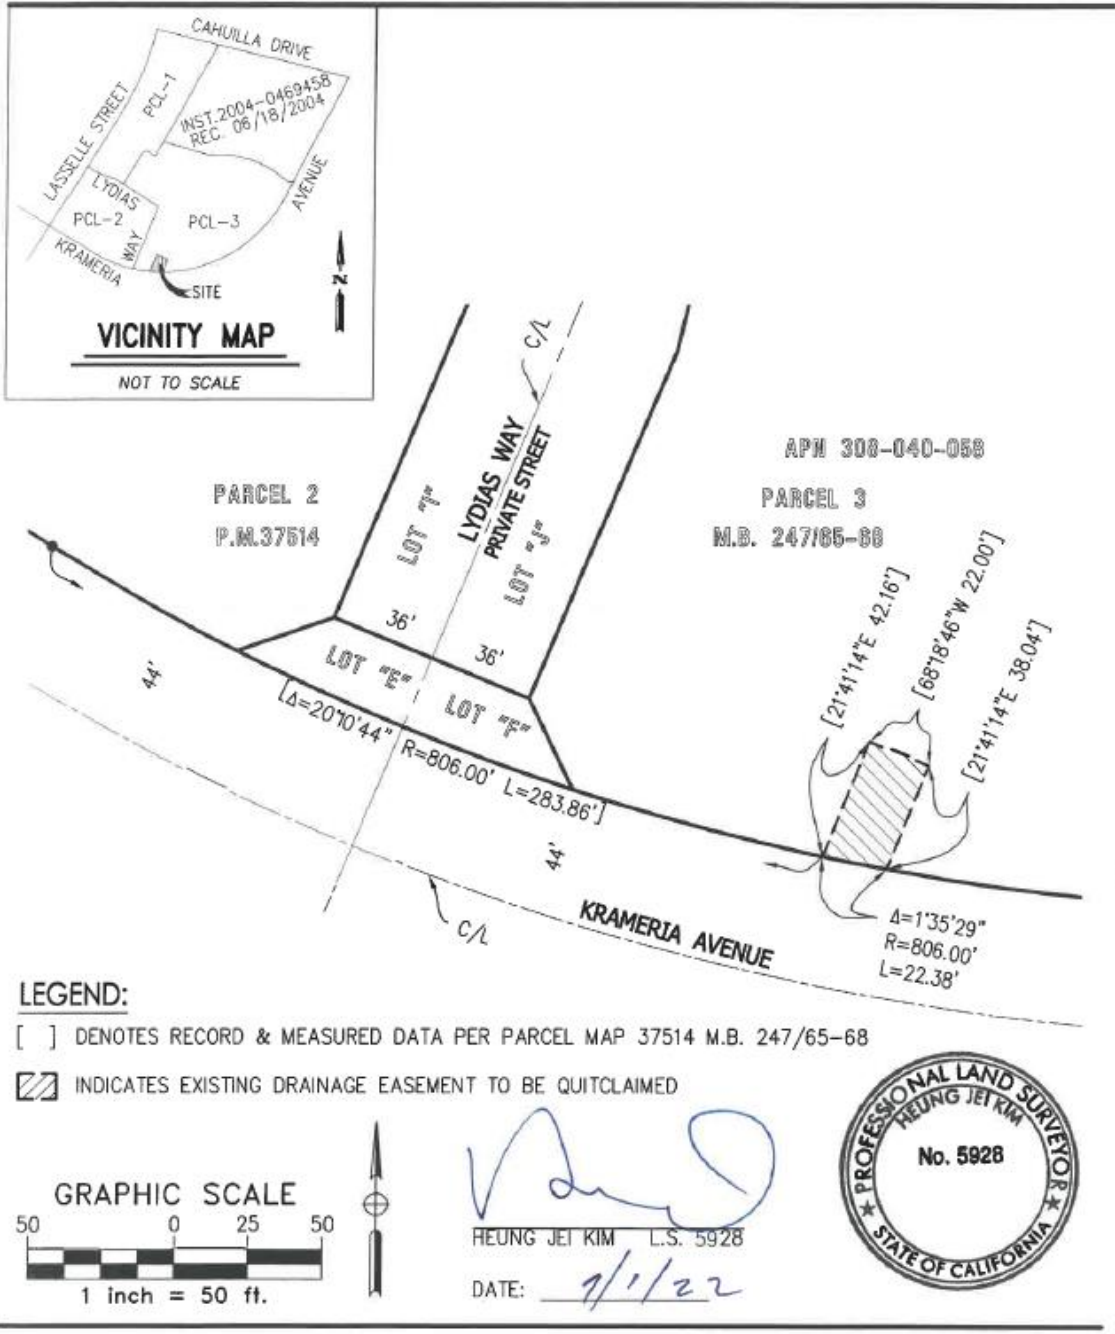 CAHUILLA DRIVE
LASSELLE STREET
PCL-1
INST.2004-0469458
REC. 06/18/2004
LYDIAS
WAY
PCL-2
PCL-3
AVENUE
KRAMERIA
SITE
N
VICINITY MAP
NOT TO SCALE
C/L
LYDIAS WAY
PRIVATE STREET
LOT "I"
LOT "J"
PARCEL 2
P.M.37514
APN 308-040-058
PARCEL 3
M.B. 247/65-68
36'
36'
LOT "E"
LOT "F"
44'
[Δ=20°10'44" R=806.00' L=283.86']
44'
[21°41'14"E 42.16']
[68°18'46"W 22.00']
[21°41'14"E 38.04']
Δ=1°35'29"
R=806.00'
L=22.38'
KRAMERIA AVENUE
C/L
LEGEND:
[ ] DENOTES RECORD & MEASURED DATA PER PARCEL MAP 37514 M.B. 247/65-68
INDICATES EXISTING DRAINAGE EASEMENT TO BE QUITCLAIMED
GRAPHIC SCALE
50 0 25 50
1 inch = 50 ft.
HEUNG JEI KIM L.S. 5928
DATE: 7/1/22
PROFESSIONAL LAND SURVEYOR
HEUNG JEI KIM
No. 5928
STATE OF CALIFORNIA